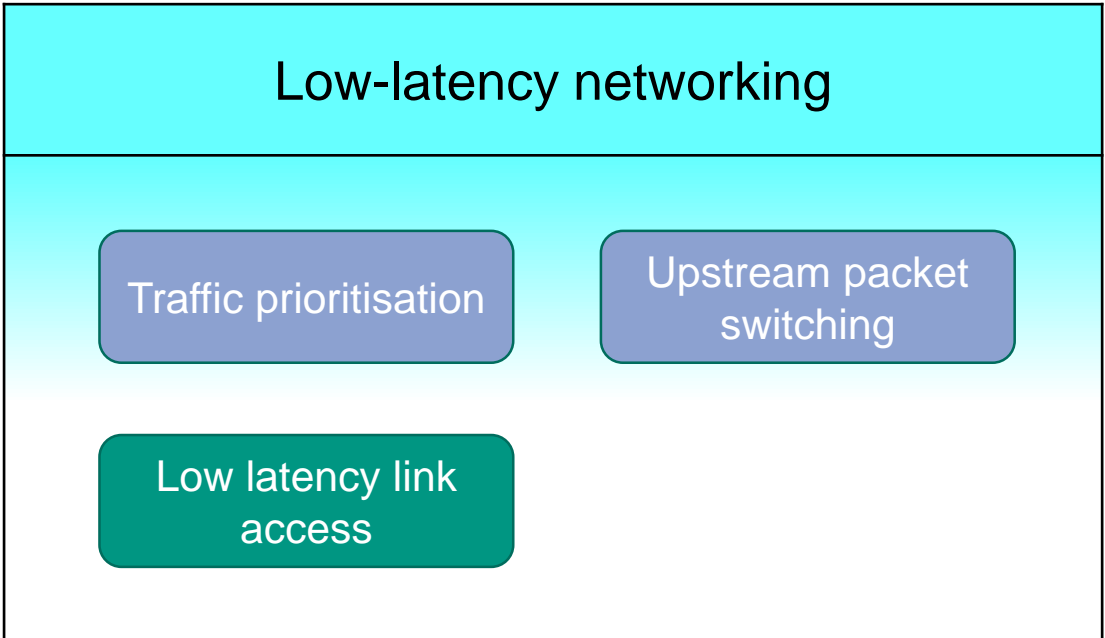 Low-latency networking
Traffic prioritisation
Upstream packet
switching
Low latency link
access